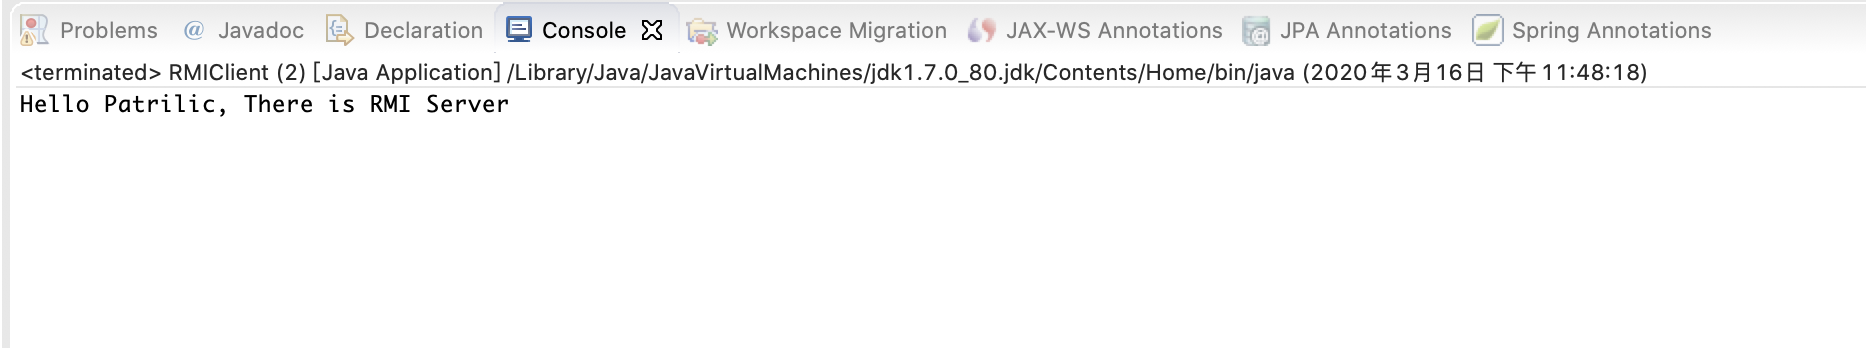 Problems @ Javadoc Declaration Console Workspace Migration JAX-WS Annotations JPA Annotations Spring Annotations
<terminated> RMIClient (2) [Java Application] /Library/Java/JavaVirtualMachines/jdk1.7.0_80.jdk/Contents/Home/bin/java (2020年3月16日 下午11:48:18)
Hello Patrilic, There is RMI Server